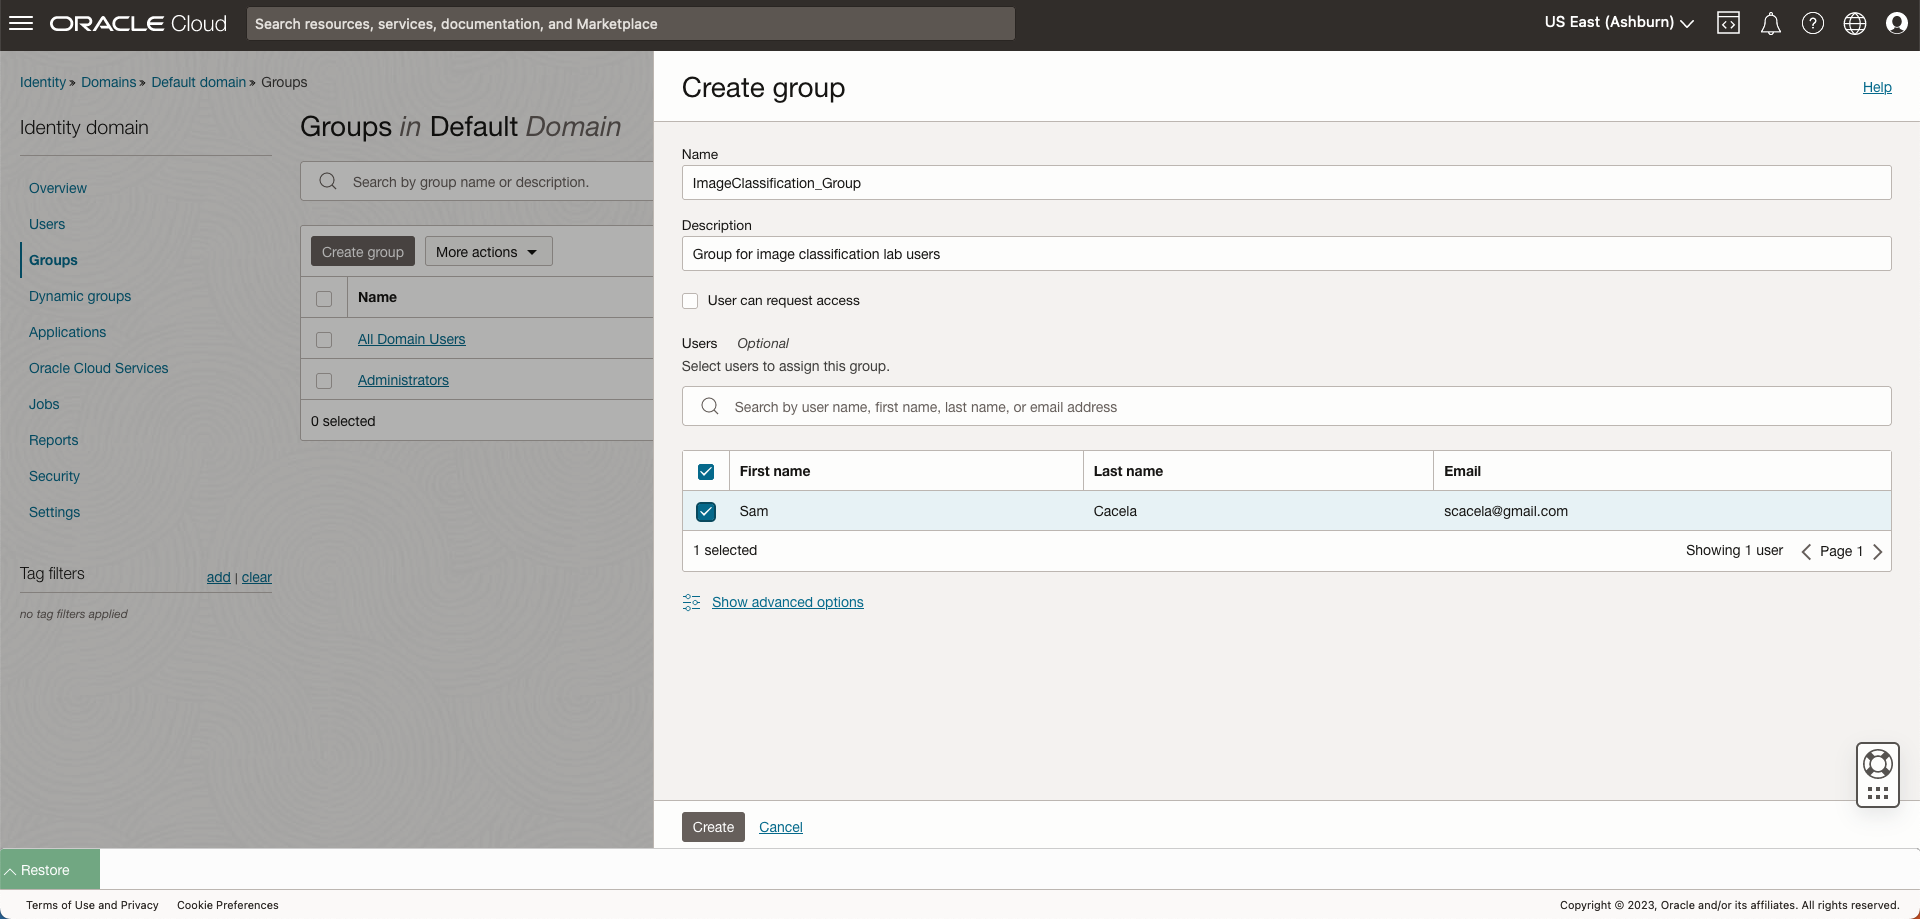 ORACLE Cloud
Search resources, services, documentation, and Marketplace
US East (Ashburn)
Identity » Domains » Default domain » Groups
Identity domain
Overview
Users
Groups
Dynamic groups
Applications
Oracle Cloud Services
Jobs
Reports
Security
Settings
Tag filters
add | clear
no tag filters applied
Groups in Default Domain
Search by group name or description.
Create group
More actions
Name
All Domain Users
Administrators
0 selected
Create group
Help
Name
ImageClassification_Group
Description
Group for image classification lab users
User can request access
Users Optional
Select users to assign this group.
Search by user name, first name, last name, or email address
First name Last name Email
Sam Cacela scacela@gmail.com
1 selected
Showing 1 user Page 1
Show advanced options
Create Cancel
Restore
Terms of Use and Privacy Cookie Preferences
Copyright © 2023, Oracle and/or its affiliates. All rights reserved.